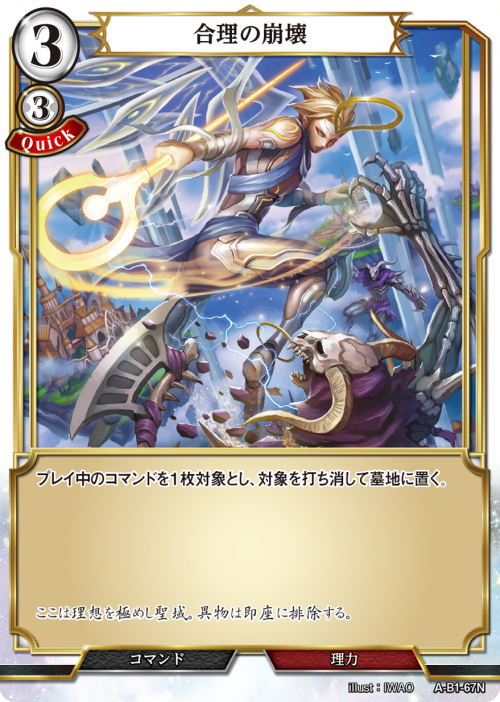 3
合理の崩壊
3
Quick
プレイ中のコマンドを1枚対象とし、対象を打ち消して墓地に置く。
ここは理想を極めし聖域。異物は即座に排除する。
コマンド
理力
illust：IWAO A-B1-67N